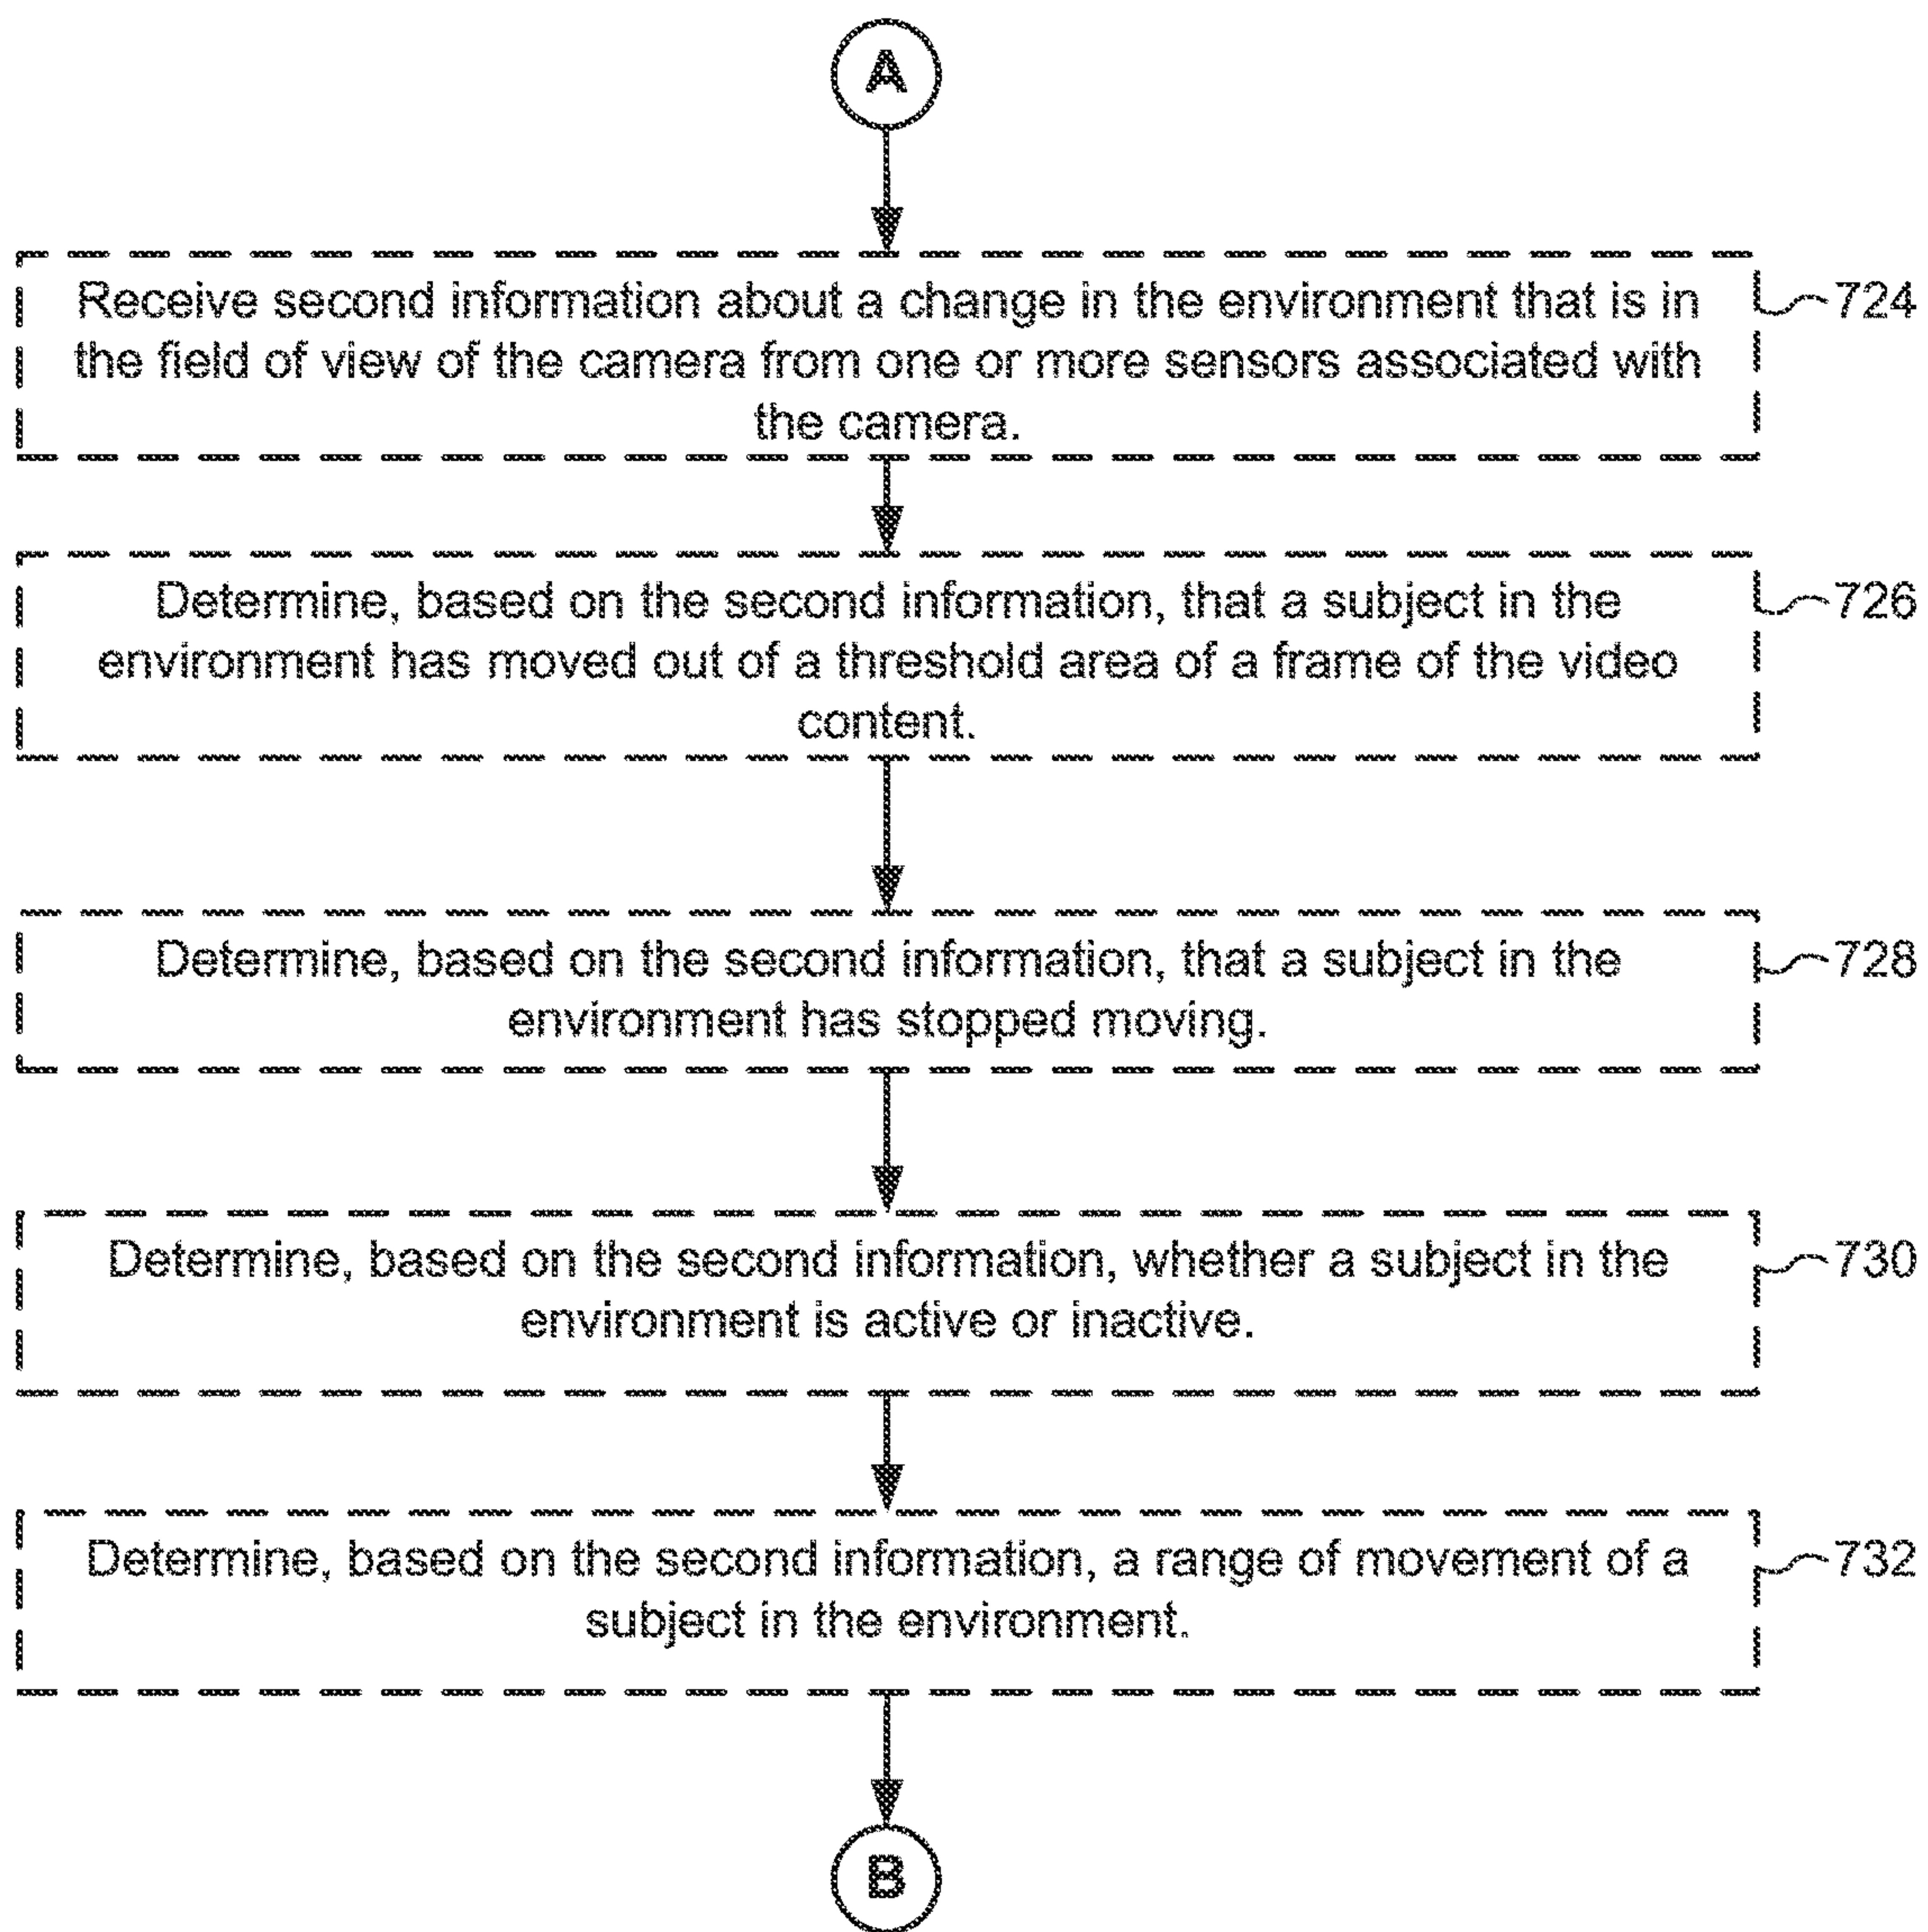 A
Receive second information about a change in the environment that is in
the field of view of the camera from one or more sensors associated with
the camera.
724
Determine, based on the second information, that a subject in the
environment has moved out of a threshold area of a frame of the video
content.
726
Determine, based on the second information, that a subject in the
environment has stopped moving.
728
Determine, based on the second information, whether a subject in the
environment is active or inactive.
730
Determine, based on the second information, a range of movement of a
subject in the environment.
732
B